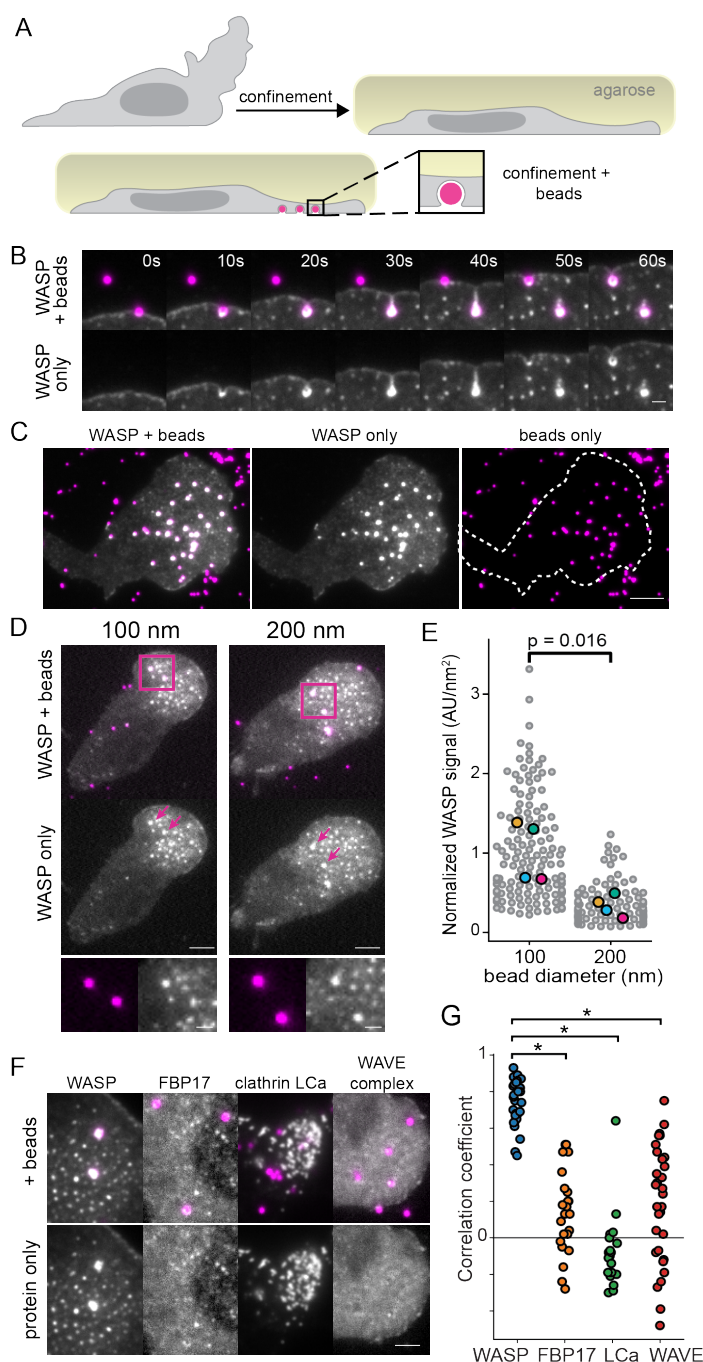 A
confinement
agarose
confinement +
beads
B
WASP
+ beads
0s
10s
20s
30s
40s
50s
60s
WASP
only
C
WASP + beads
WASP only
beads only
D
100 nm
200 nm
WASP + beads
WASP only
E
p = 0.016
Normalized WASP signal (AU/nm²)
3
2
1
0
100
200
bead diameter (nm)
F
WASP
FBP17
clathrin LCa
WAVE
complex
+ beads
protein only
G
*
*
*
Correlation coefficient
1
0
WASP
FBP17
LCa
WAVE